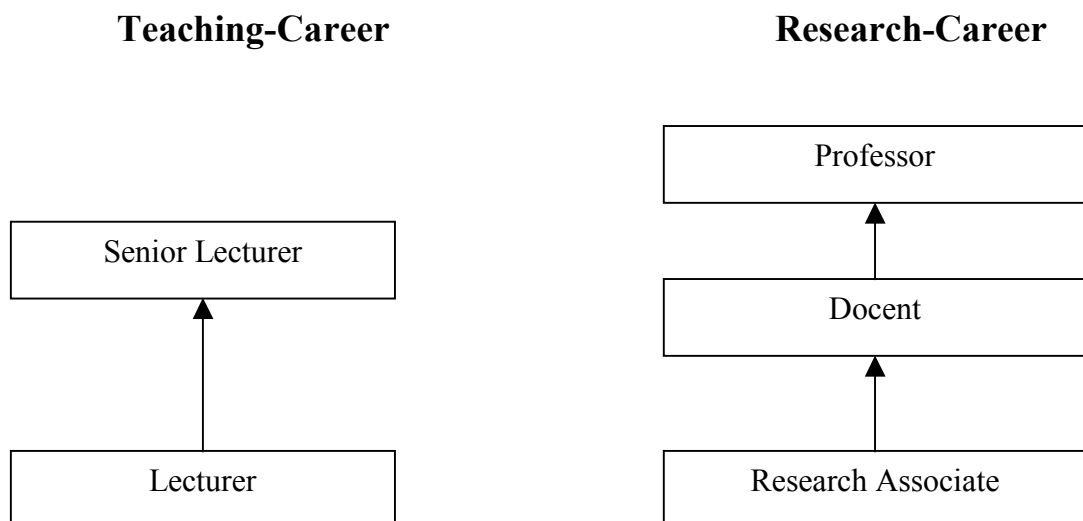 Teaching-Career
Research-Career
Professor
Senior Lecturer
Docent
Lecturer
Research Associate